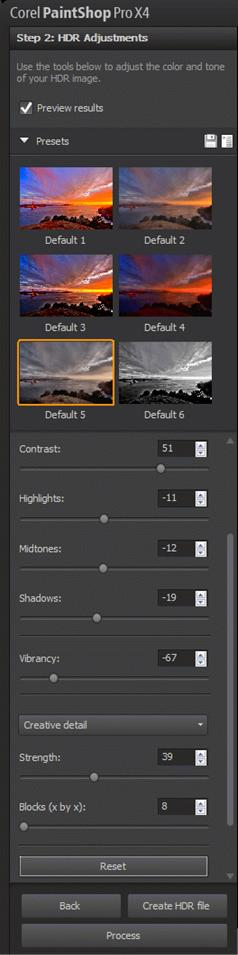 Corel PaintShop Pro X4
Step 2: HDR Adjustments
Use the tools below to adjust the color and tone
of your HDR image.
Preview results
Presets
Default 1 Default 2
Default 3 Default 4
Default 5 Default 6
Contrast: 51
Highlights: -11
Midtones: -12
Shadows: -19
Vibrancy: -67
Creative detail
Strength: 39
Blocks (x by x): 8
Reset
Back Create HDR file
Process